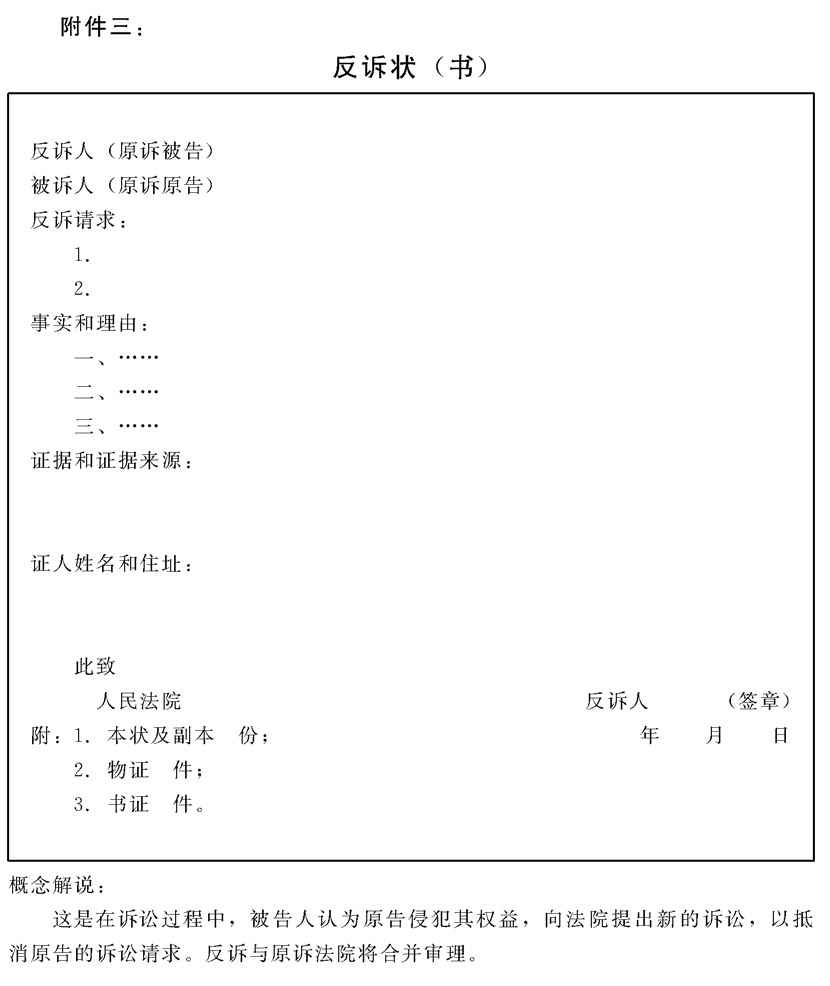 附件三：
反诉状（书）
反诉人（原诉被告）
被诉人（原诉原告）
反诉请求：
1.
2.
事实和理由：
一、……
二、……
三、……
证据和证据来源：
证人姓名和住址：
此致
人民法院 反诉人 （签章）
附：1. 本状及副本 份； 年 月 日
2. 物证 件；
3. 书证 件。
概念解说：
这是在诉讼过程中，被告人认为原告侵犯其权益，向法院提出新的诉讼，以抵
消原告的诉讼请求。反诉与原诉法院将合并审理。